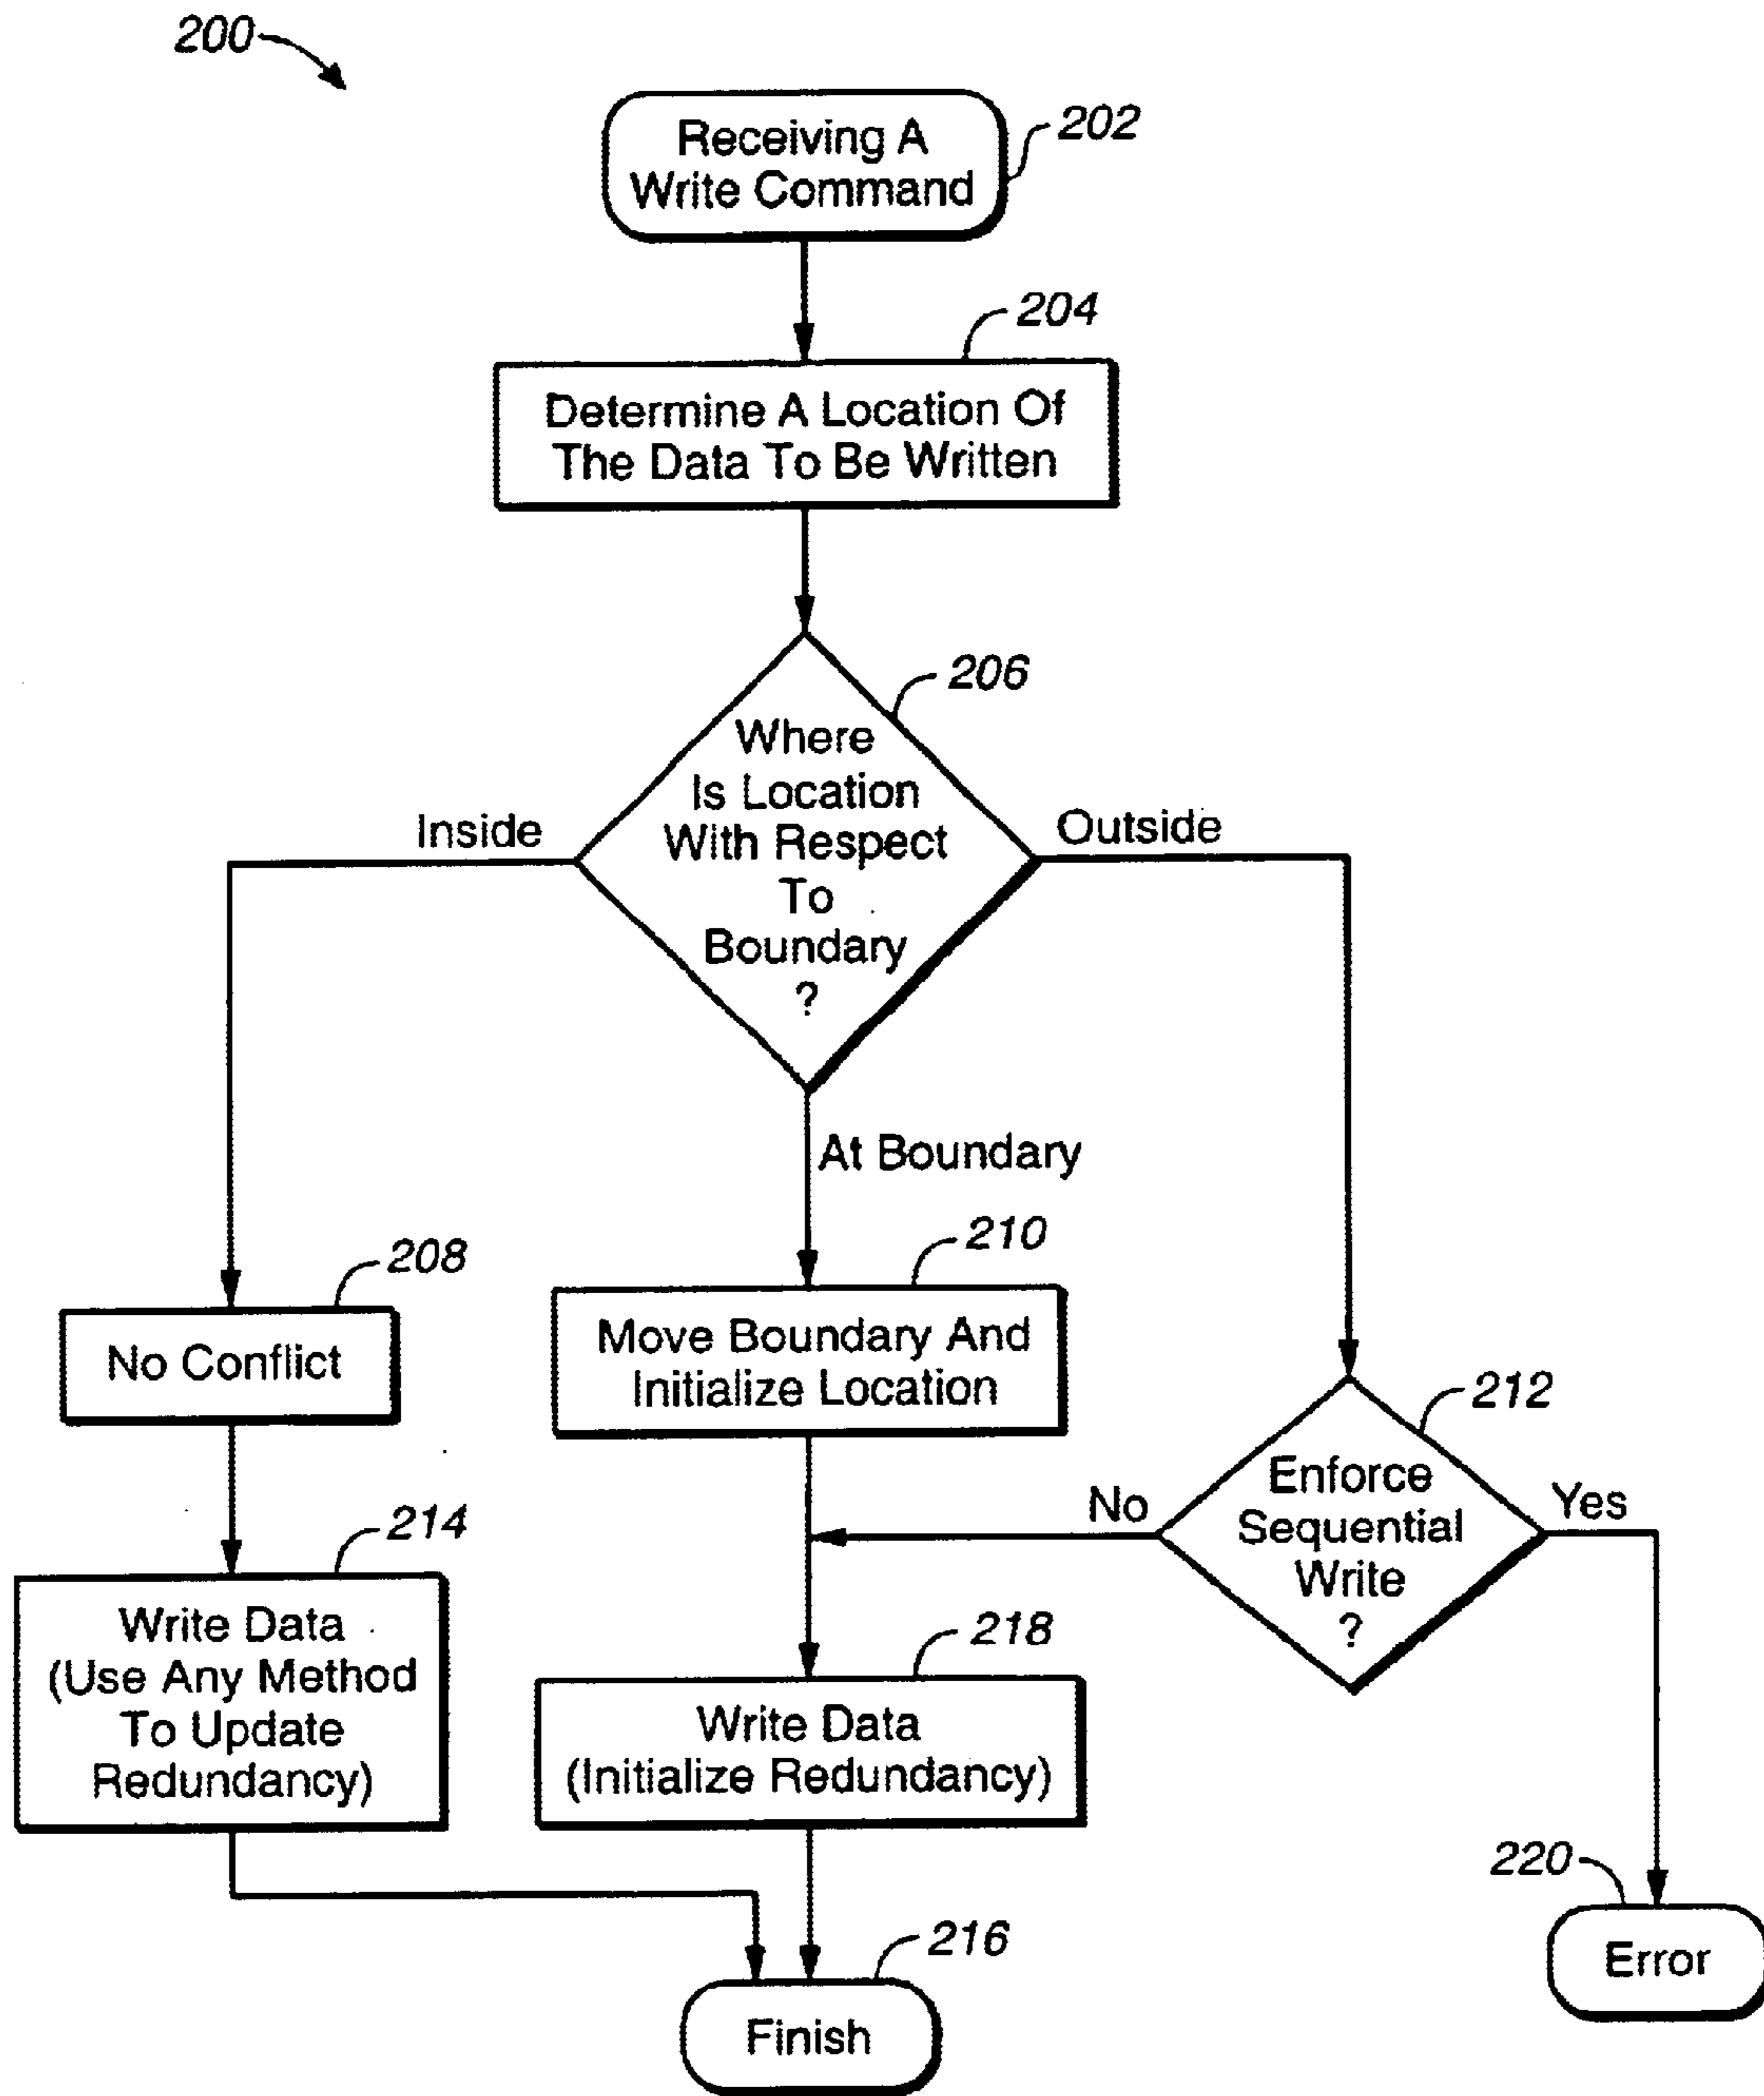 200
Receiving A
Write Command
202
204
Determine A Location Of
The Data To Be Written
206
Where
Is Location
With Respect
To
Boundary
?
Inside
Outside
At Boundary
208
No Conflict
210
Move Boundary And
Initialize Location
212
Enforce
Sequential
Write
?
No
Yes
214
Write Data
(Use Any Method
To Update
Redundancy)
218
Write Data
(Initialize Redundancy)
220
Error
216
Finish